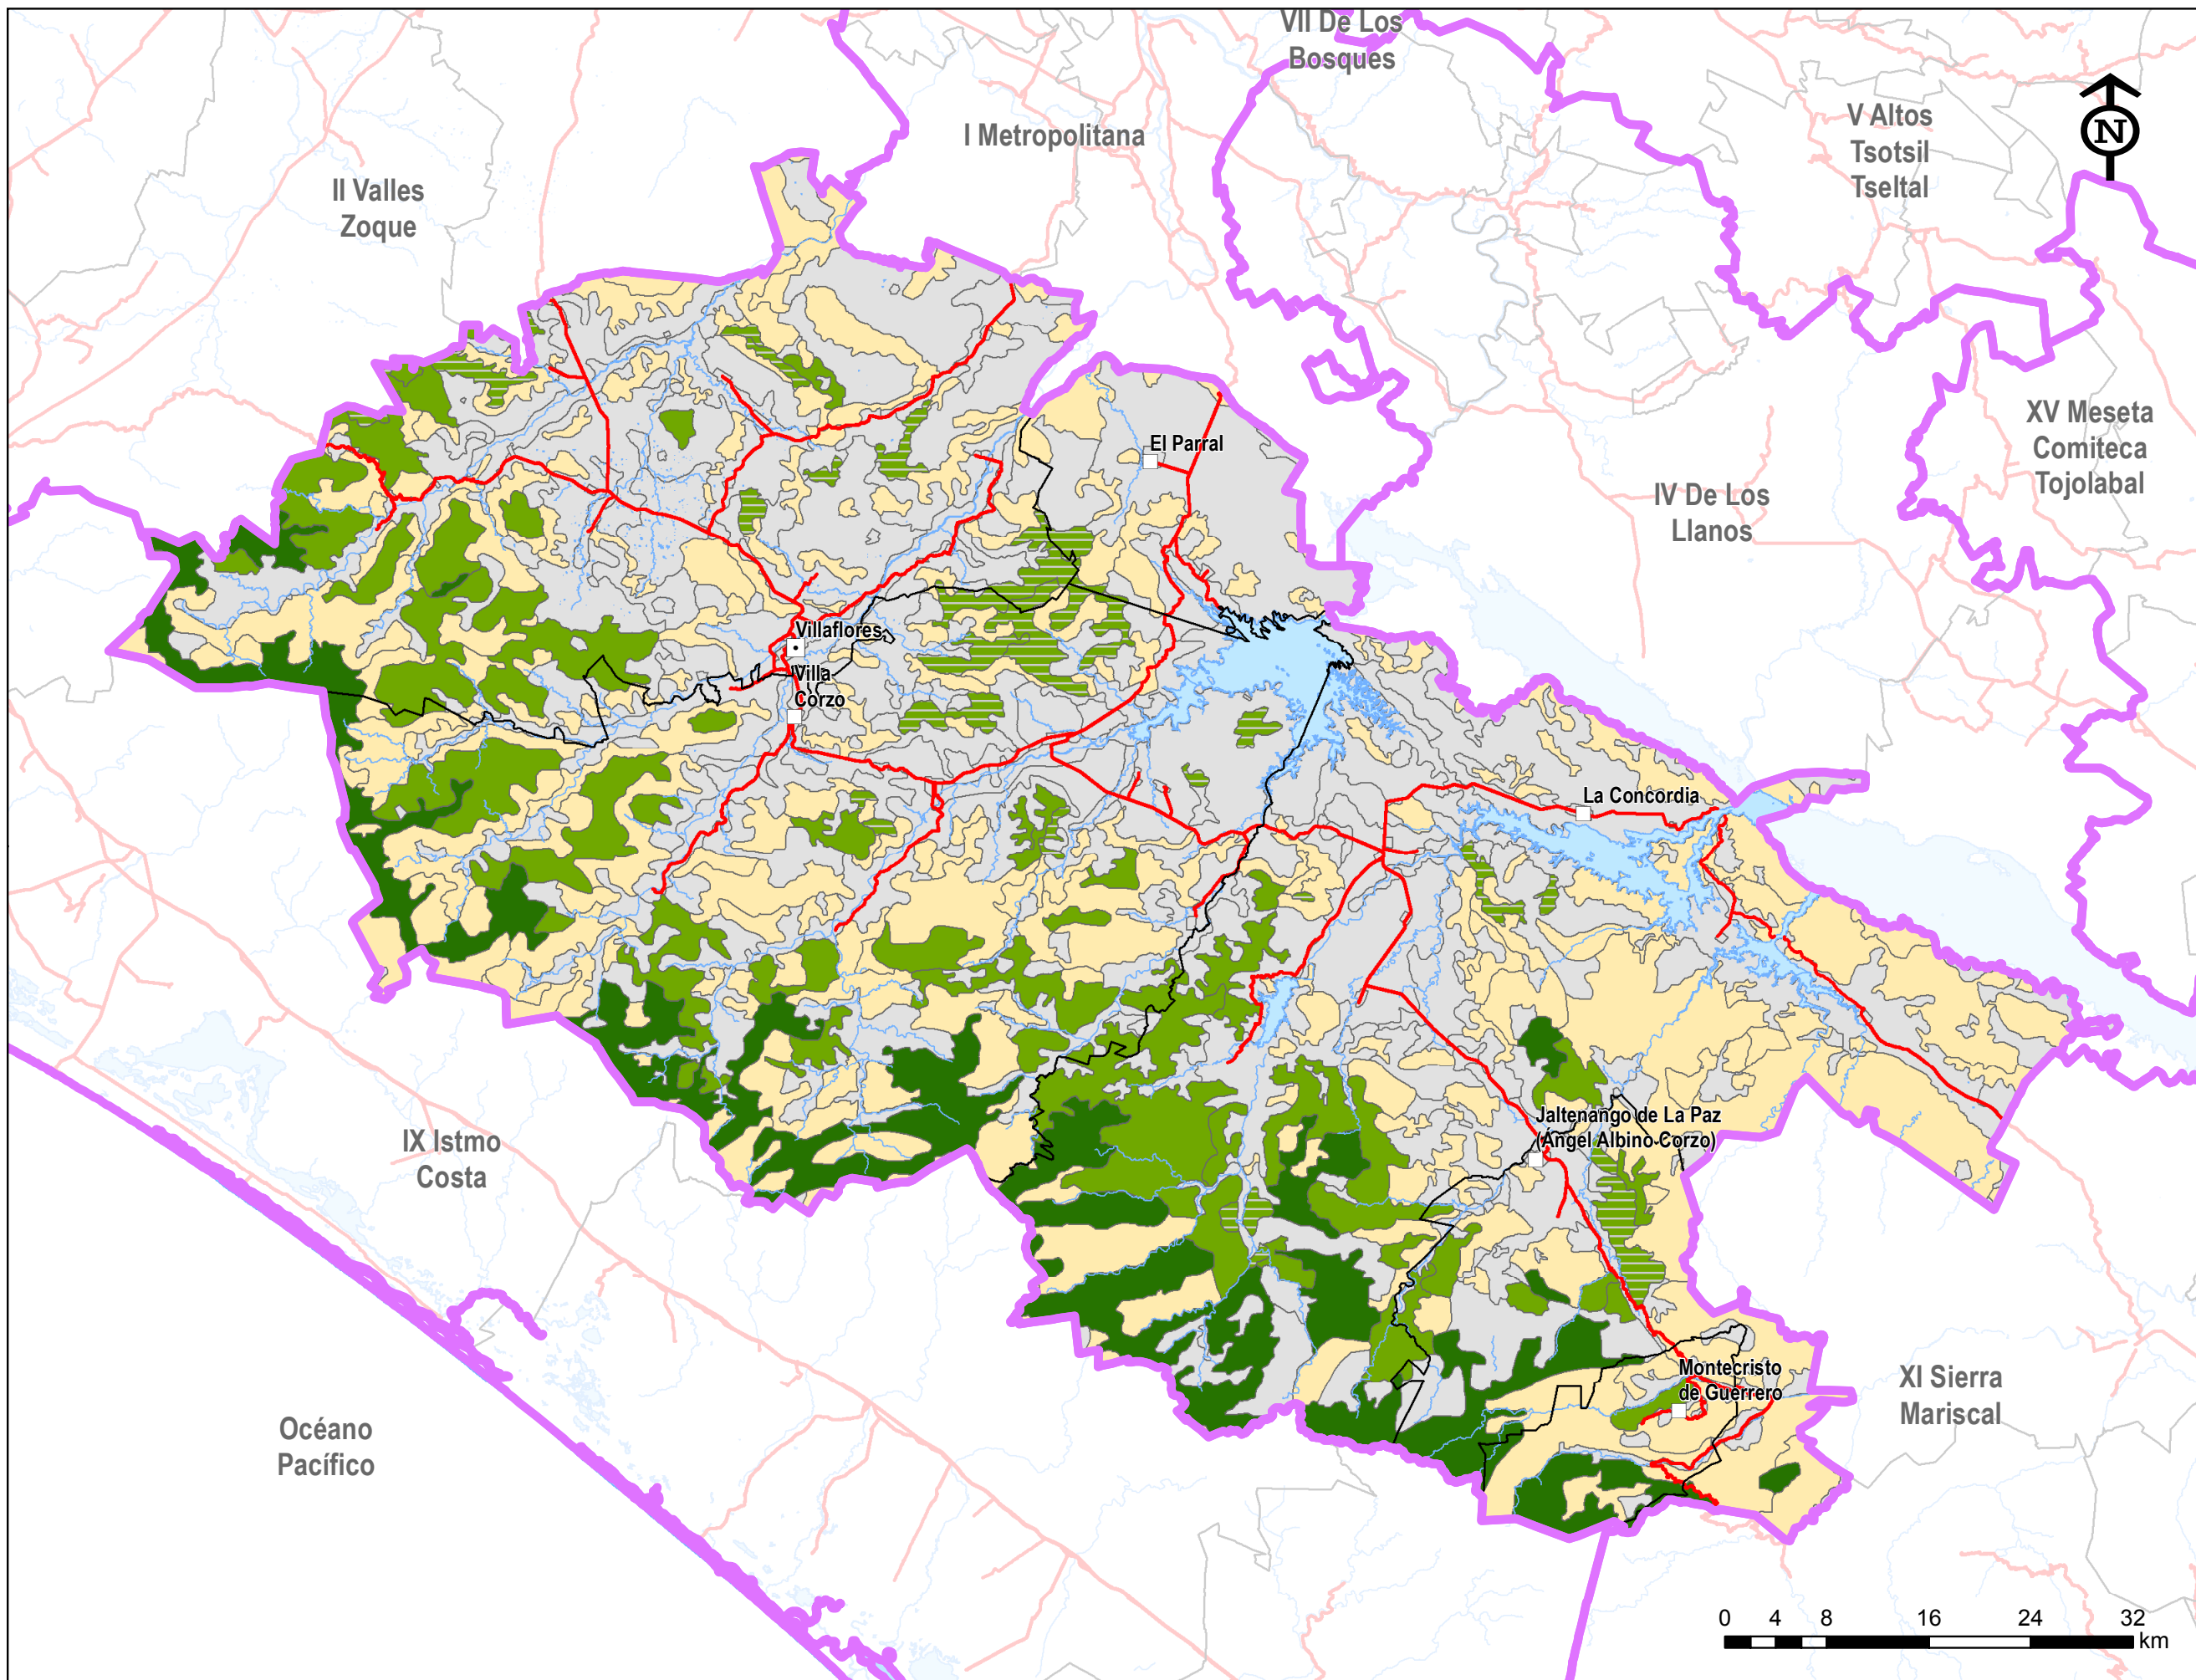 VII De Los
Bosques
I Metropolitana
V Altos
Tsotsil
Tseltal
N
II Valles
Zoque
XV Meseta
Comiteca
Tojolabal
El Parral
IV De Los
Llanos
Villaflores
Villa
Corzo
La Concordia
Jaltenango de La Paz
(Ángel Albino Corzo)
IX Istmo
Costa
Montecristo
de Guerrero
XI Sierra
Mariscal
Océano
Pacífico
0 4 8 16 24 32
km